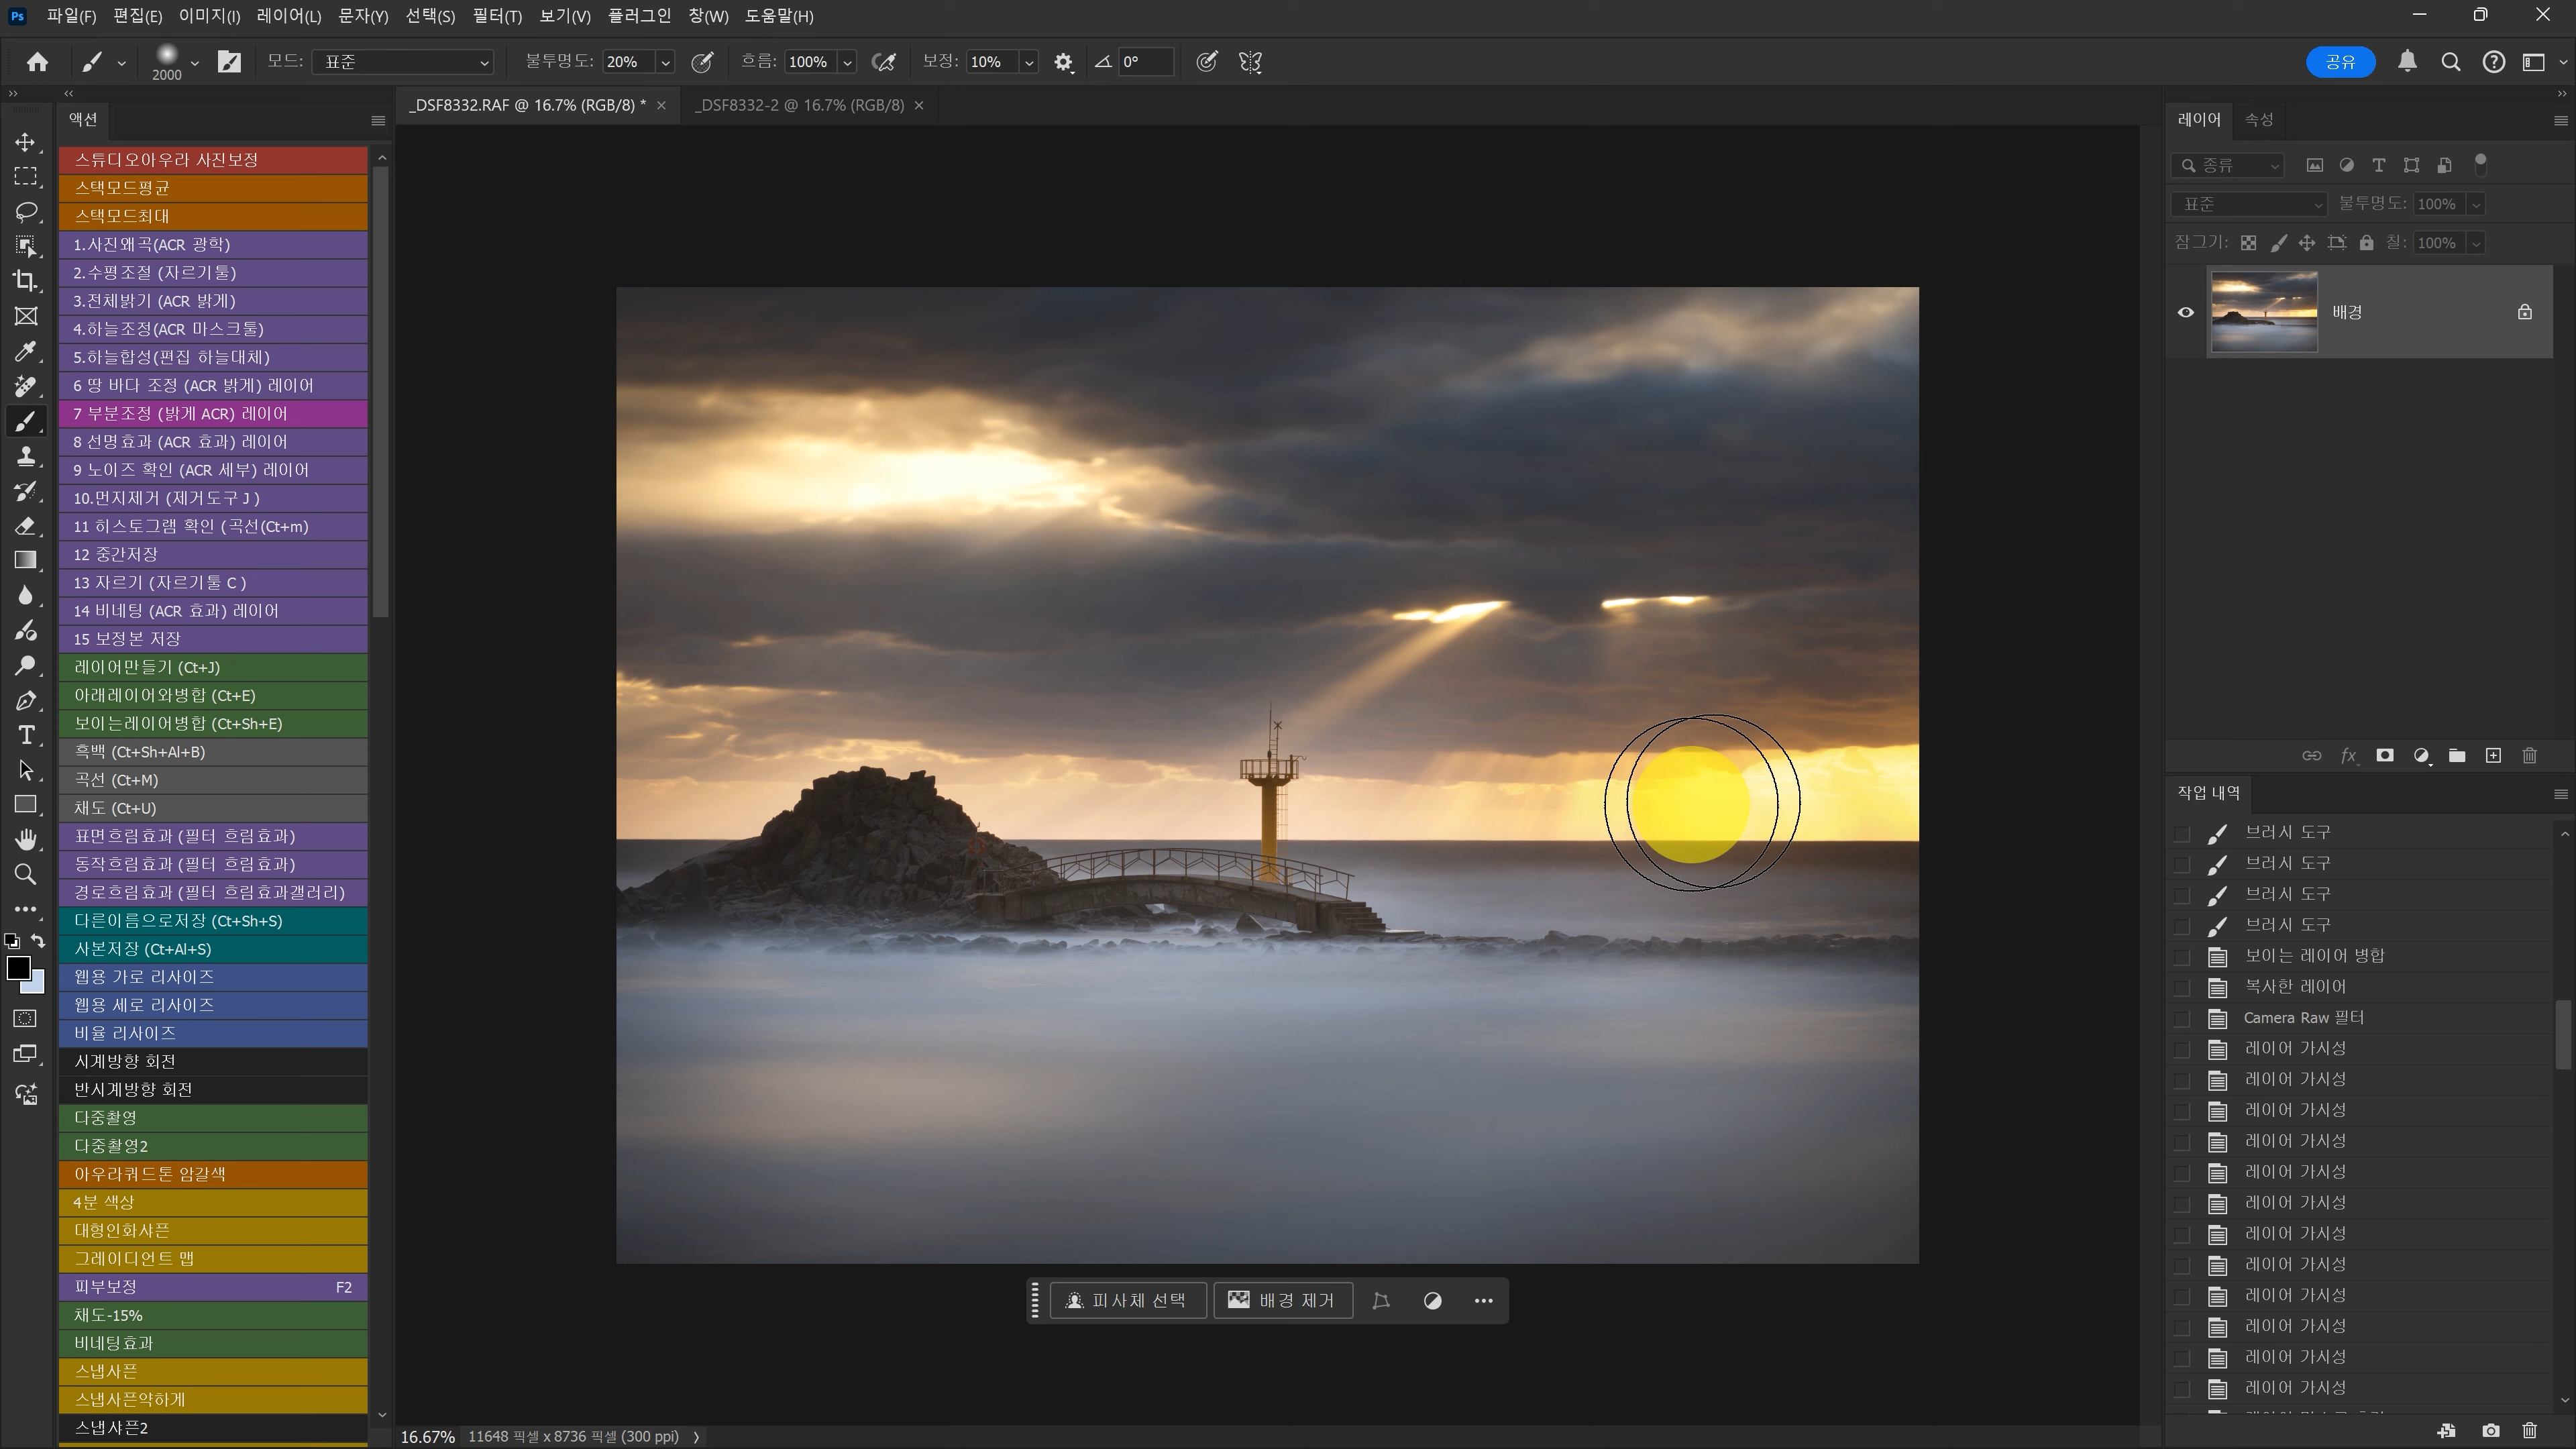 Ps 파일(F) 편집(E) 이미지(I) 레이어(L) 문자(Y) 선택(S) 필터(T) 보기(V) 플러그인 창(W) 도움말(H)
2000 모드: 표준 불투명도: 20% 흐름: 100% 보정: 10% 0° 공유
액션
스튜디오아우라 사진보정
스택모드평균
스택모드최대
1.사진왜곡(ACR 광학)
2.수평조절 (자르기툴)
3.전체밝기 (ACR 밝게)
4.하늘조정(ACR 마스크툴)
5.하늘합성(편집 하늘대체)
6 땅 바다 조정 (ACR 밝게) 레이어
7 부분조정 (밝게 ACR) 레이어
8 선명효과 (ACR 효과) 레이어
9 노이즈 확인 (ACR 세부) 레이어
10.먼지제거 (제거도구 J )
11 히스토그램 확인 (곡선(Ct+m)
12 중간저장
13 자르기 (자르기툴 C )
14 비네팅 (ACR 효과) 레이어
15 보정본 저장
레이어만들기 (Ct+J)
아래레이어와병합 (Ct+E)
보이는레이어병합 (Ct+Sh+E)
흑백 (Ct+Sh+Al+B)
곡선 (Ct+M)
채도 (Ct+U)
표면흐림효과 (필터 흐림효과)
동작흐림효과 (필터 흐림효과)
경로흐림효과 (필터 흐림효과갤러리)
다른이름으로저장 (Ct+Sh+S)
사본저장 (Ct+Al+S)
웹용 가로 리사이즈
웹용 세로 리사이즈
비율 리사이즈
시계방향 회전
반시계방향 회전
다중촬영
다중촬영2
아우라쿼드톤 암갈색
4분 색상
대형인화샤픈
그레이디언트 맵
피부보정 F2
채도-15%
비네팅효과
스냅샤픈
스냅샤픈약하게
스냅샤픈2
_DSF8332.RAF @ 16.7% (RGB/8) * _DSF8332-2 @ 16.7% (RGB/8)
피사체 선택 배경 제거
16.67% 11648 픽셀 x 8736 픽셀 (300 ppi)
레이어 속성
종류
표준 불투명도: 100%
잠그기: 칠: 100%
배경
fx
작업 내역
브러시 도구
브러시 도구
브러시 도구
브러시 도구
보이는 레이어 병합
복사한 레이어
Camera Raw 필터
레이어 가시성
레이어 가시성
레이어 가시성
레이어 가시성
레이어 가시성
레이어 가시성
레이어 가시성
레이어 가시성
레이어 가시성
레이어 가시성
레이어 가시성
레이어 가시성